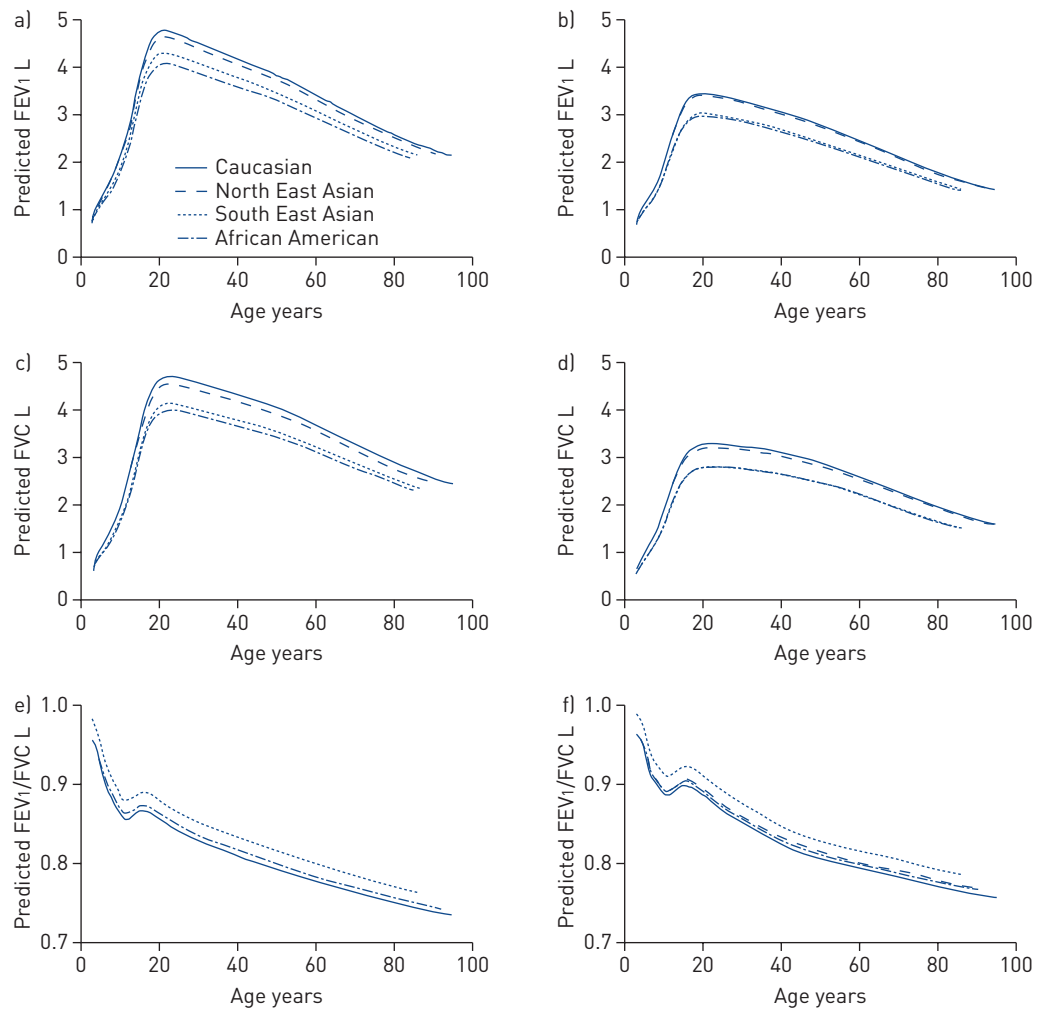 a)
5
4
3
2
1
0
Predicted FEV1 L
Caucasian
North East Asian
South East Asian
African American
0 20 40 60 80 100
Age years
b)
5
4
3
2
1
0
Predicted FEV1 L
0 20 40 60 80 100
Age years
c)
5
4
3
2
1
0
Predicted FVC L
0 20 40 60 80 100
Age years
d)
5
4
3
2
1
0
Predicted FVC L
0 20 40 60 80 100
Age years
e)
1.0
0.9
0.8
0.7
Predicted FEV1/FVC L
0 20 40 60 80 100
Age years
f)
1.0
0.9
0.8
0.7
Predicted FEV1/FVC L
0 20 40 60 80 100
Age years